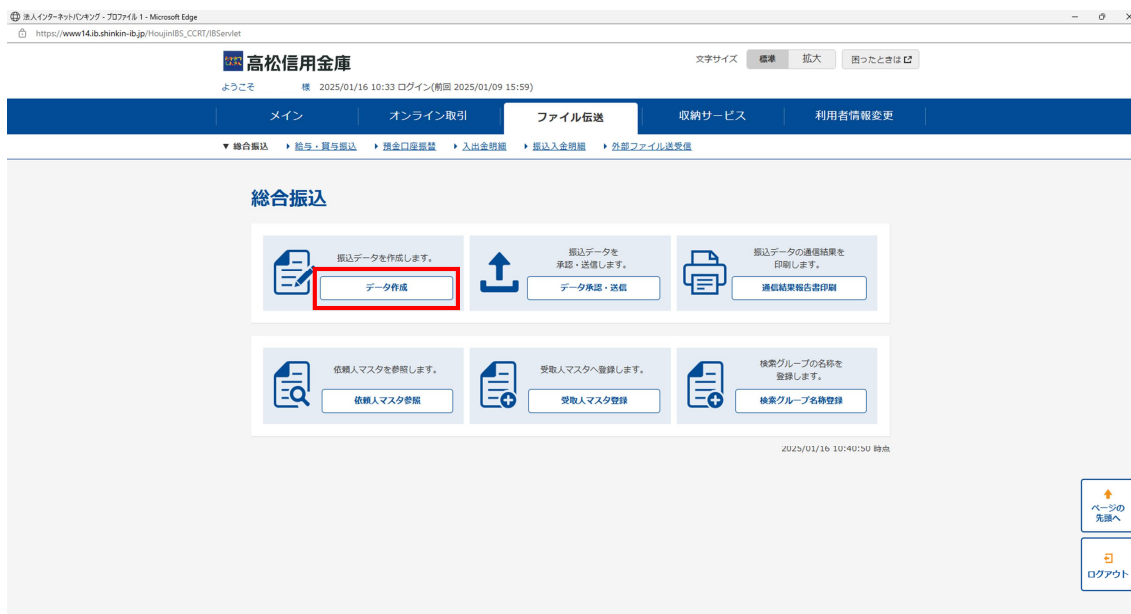 法人インターネットバンキング - プロファイル 1 - Microsoft Edge
https://www14.ib.shinkin-ib.jp/HoujinIBS_CCRT/IBServlet
高松信用金庫
文字サイズ 標準 拡大 困ったときは
ようこそ 様 2025/01/16 10:33 ログイン(前回 2025/01/09 15:59)
メイン オンライン取引 ファイル伝送 収納サービス 利用者情報変更
▼ 総合振込 給与・賞与振込 預金口座振替 入出金明細 振込入金明細 外部ファイル送受信
総合振込
振込データを作成します。
データ作成
振込データを
承認・送信します。
データ承認・送信
振込データの通信結果を
印刷します。
通信結果報告書印刷
依頼人マスタを参照します。
依頼人マスタ参照
受取人マスタへ登録します。
受取人マスタ登録
検索グループの名称を
登録します。
検索グループ名称登録
2025/01/16 10:40:50 時点
ページの
先頭へ
ログアウト